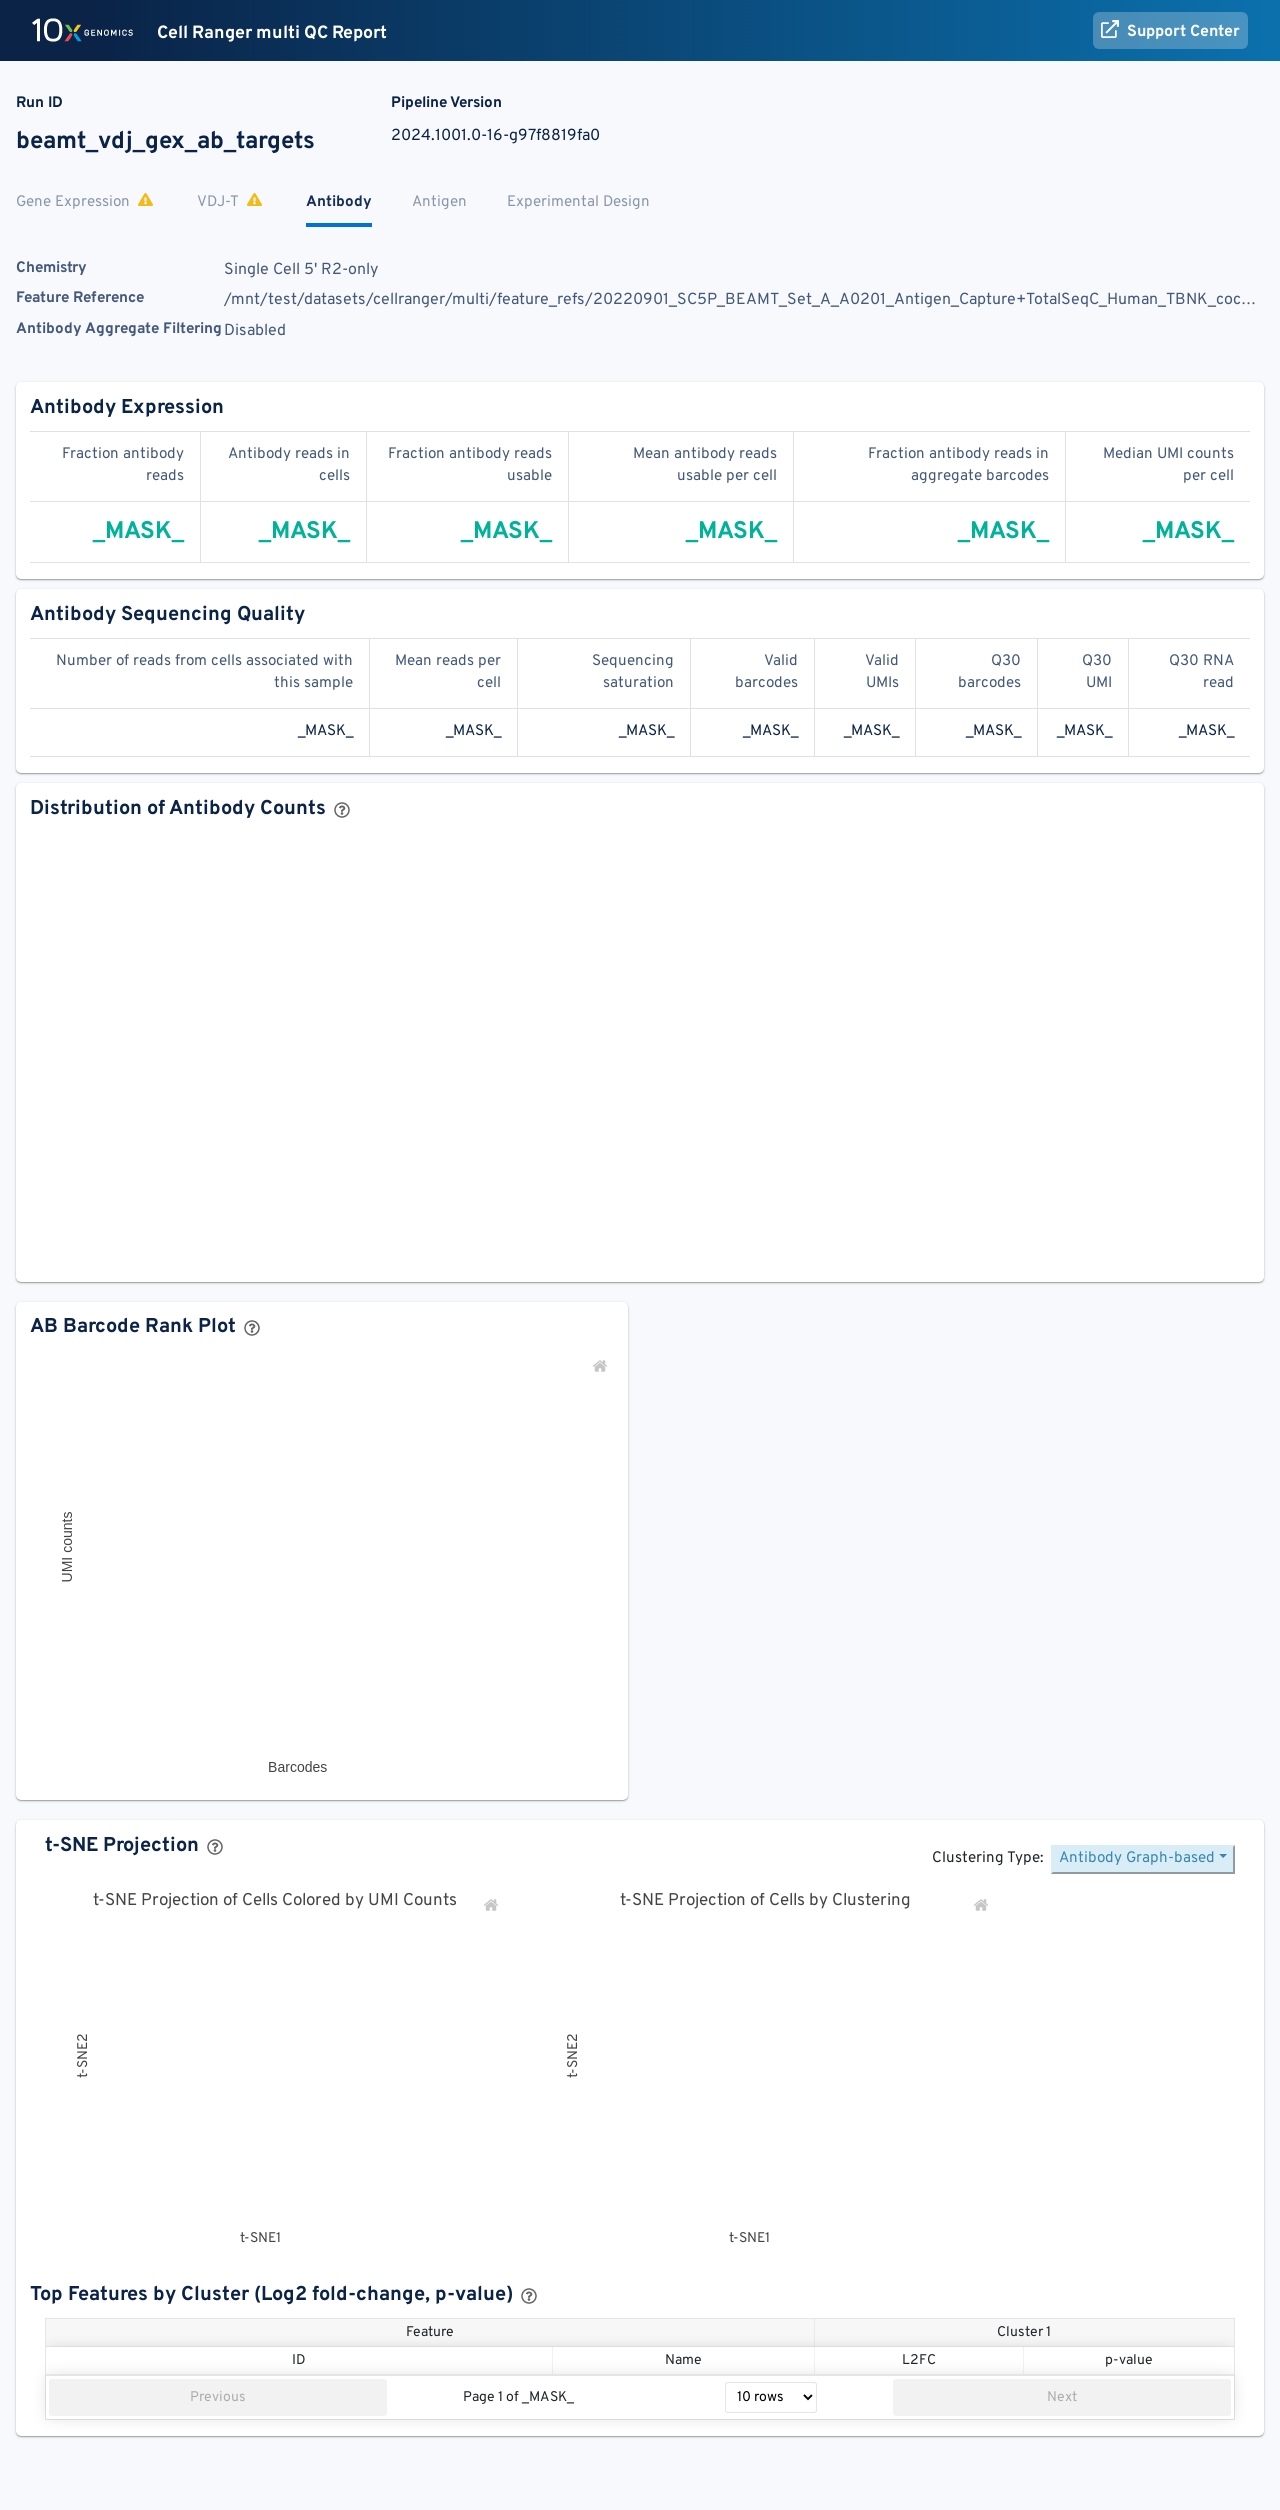 10x GENOMICS Cell Ranger multi QC Report Support Center
Run ID Pipeline Version
beamt_vdj_gex_ab_targets 2024.1001.0-16-g97f8819fa0
Gene Expression VDJ-T Antibody Antigen Experimental Design
Chemistry Single Cell 5' R2-only
Feature Reference /mnt/test/datasets/cellranger/multi/feature_refs/20220901_SC5P_BEAMT_Set_A_A0201_Antigen_Capture+TotalSeqC_Human_TBNK_coc…
Antibody Aggregate Filtering Disabled
Antibody Expression
Fraction antibody Antibody reads in Fraction antibody reads Mean antibody reads Fraction antibody reads in Median UMI counts
reads cells usable usable per cell aggregate barcodes per cell
_MASK_ _MASK_ _MASK_ _MASK_ _MASK_ _MASK_
Antibody Sequencing Quality
Number of reads from cells associated with Mean reads per Sequencing Valid Valid Q30 Q30 Q30 RNA
this sample cell saturation barcodes UMIs barcodes UMI read
_MASK_ _MASK_ _MASK_ _MASK_ _MASK_ _MASK_ _MASK_ _MASK_
Distribution of Antibody Counts ?
AB Barcode Rank Plot ?
UMI counts
Barcodes
t-SNE Projection ?
Clustering Type: Antibody Graph-based
t-SNE Projection of Cells Colored by UMI Counts t-SNE Projection of Cells by Clustering
t-SNE2 t-SNE2
t-SNE1 t-SNE1
Top Features by Cluster (Log2 fold-change, p-value) ?
Feature Cluster 1
ID Name L2FC p-value
Previous Page 1 of _MASK_ 10 rows Next